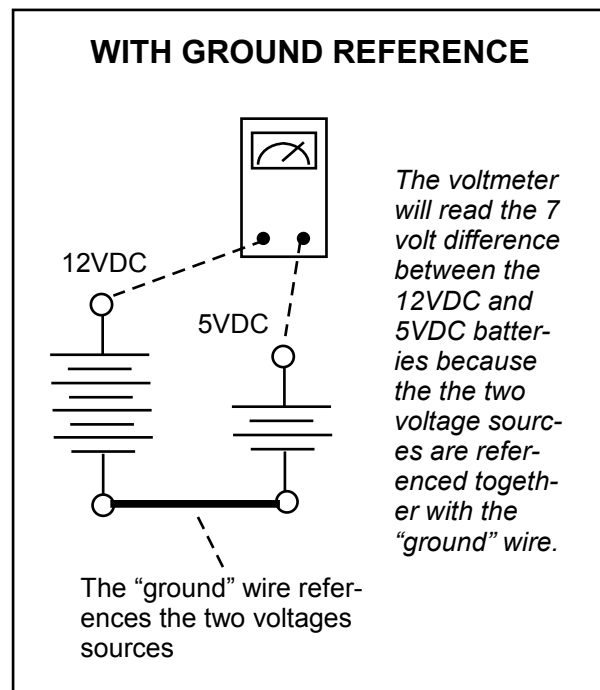 WITH GROUND REFERENCE
12VDC
5VDC
The voltmeter
will read the 7
volt difference
between the
12VDC and
5VDC batter-
ies because
the the two
voltage sourc-
es are refer-
enced togeth-
er with the
“ground” wire.
The “ground” wire refer-
ences the two voltages
sources